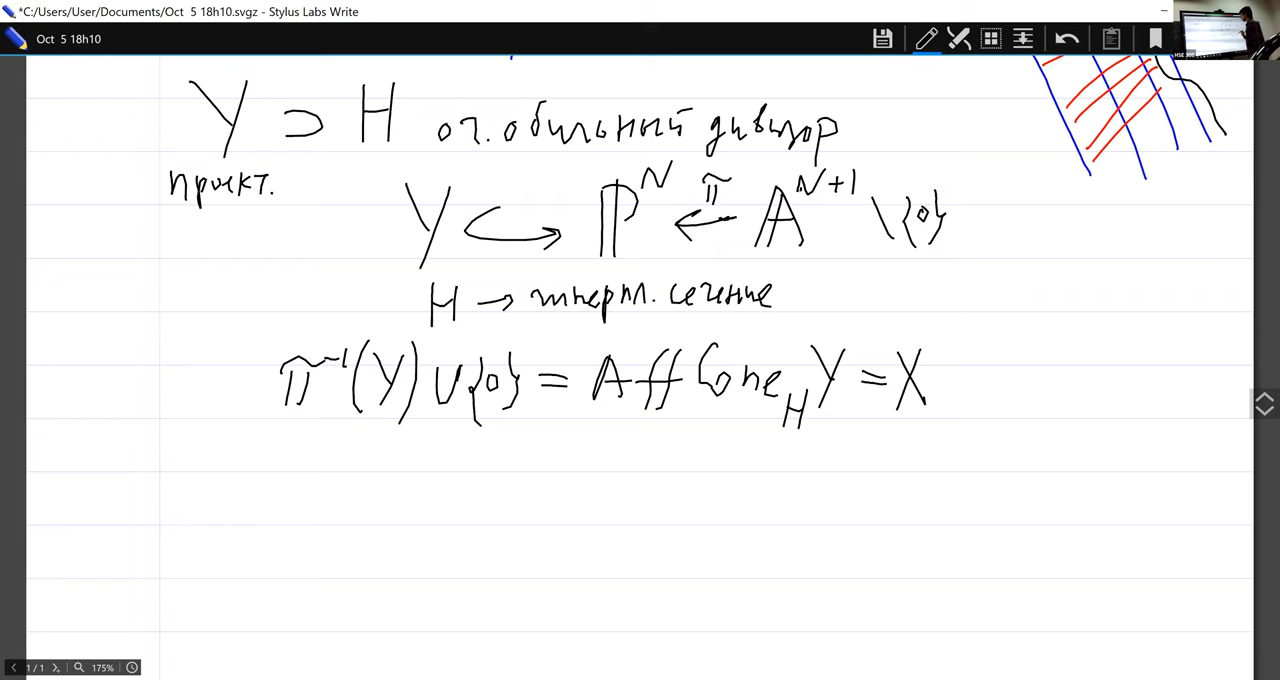 *C:/Users/User/Documents/Oct 5 18h10.svgz - Stylus Labs Write
Oct 5 18h10
Y ⊃ H оч. обильный дивизор
проект.
Y ↪ ℙ^N ←^π 𝔸^{N+1} \ {0}
H → гиперпл. сечение
π^{-1}(Y) ∪ {0} = AffCone_H Y = X
1/1
175%